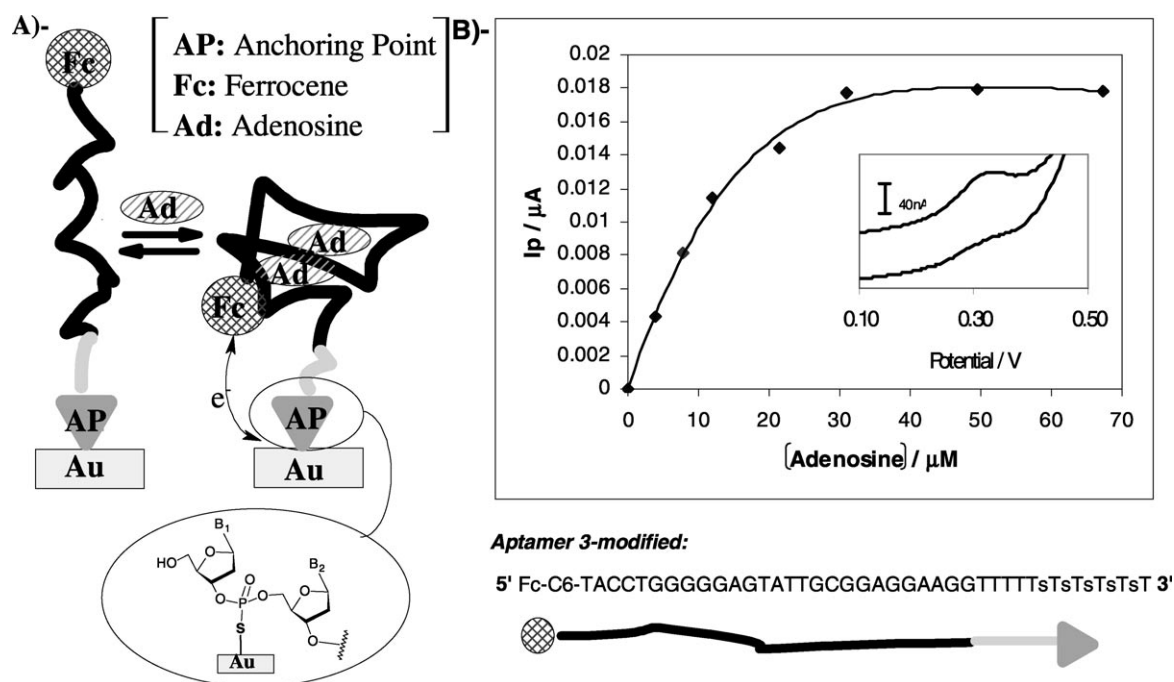 A)-
Fc
AP: Anchoring Point
Fc: Ferrocene
Ad: Adenosine
Ad
Ad
Ad
Fc
e-
AP
Au
AP
Au
B1
HO
O
B2
O
O
O
P
O
S
O
Au
B)-
Ip / µA
0.02
0.018
0.016
0.014
0.012
0.01
0.008
0.006
0.004
0.002
0
0 10 20 30 40 50 60 70
[Adenosine] / µM
40nA
0.10 0.30 0.50
Potential / V
Aptamer 3-modified:
5' Fc-C6-TACCTGGGGGAGTATTGCGGAGGAAGGTTTTTsTsTsTsTsT 3'